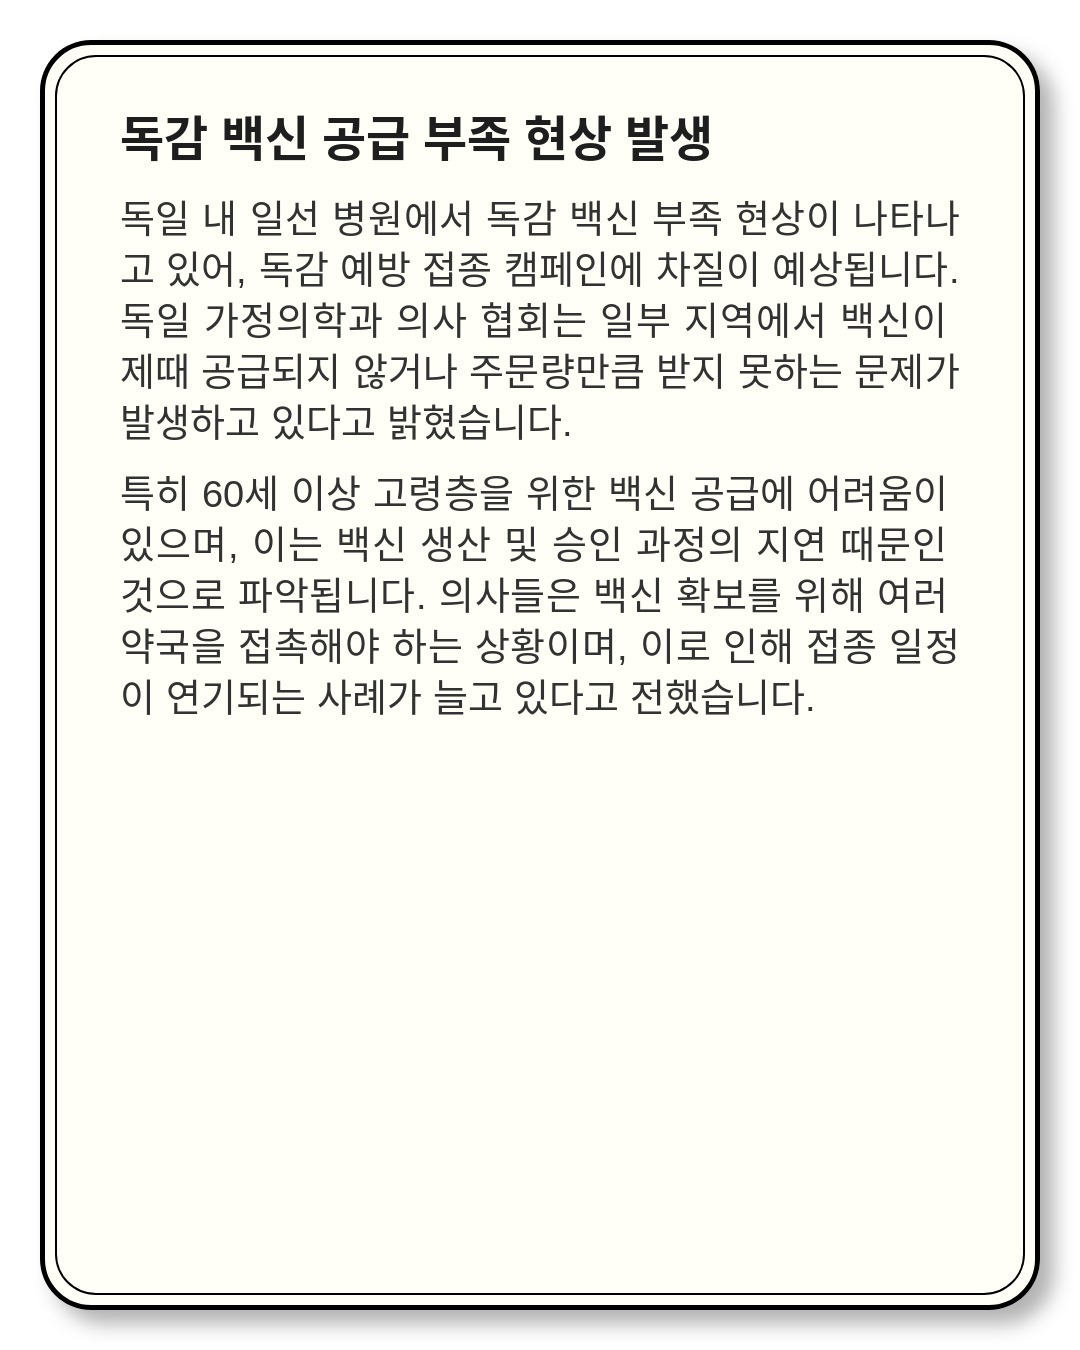 독감 백신 공급 부족 현상 발생
독일 내 일선 병원에서 독감 백신 부족 현상이 나타나
고 있어, 독감 예방 접종 캠페인에 차질이 예상됩니다.
독일 가정의학과 의사 협회는 일부 지역에서 백신이
제때 공급되지 않거나 주문량만큼 받지 못하는 문제가
발생하고 있다고 밝혔습니다.
특히 60세 이상 고령층을 위한 백신 공급에 어려움이
있으며, 이는 백신 생산 및 승인 과정의 지연 때문인
것으로 파악됩니다. 의사들은 백신 확보를 위해 여러
약국을 접촉해야 하는 상황이며, 이로 인해 접종 일정
이 연기되는 사례가 늘고 있다고 전했습니다.